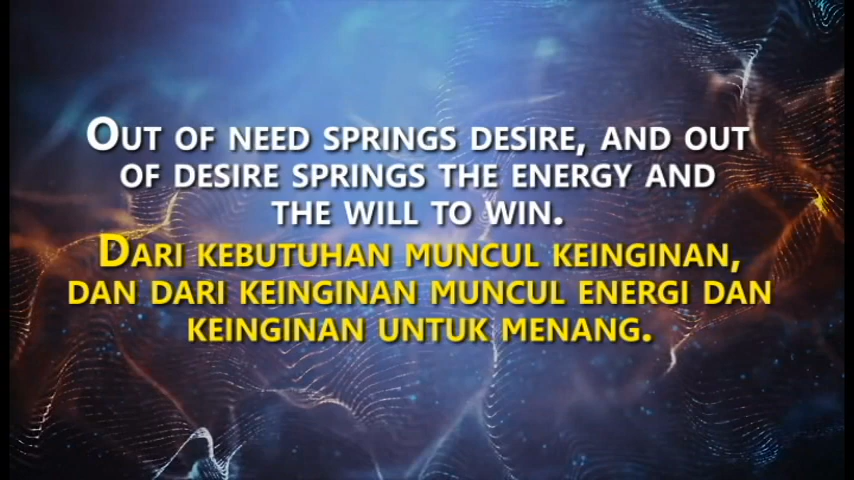 Out of need springs desire, and out
of desire springs the energy and
the will to win.
Dari kebutuhan muncul keinginan,
dan dari keinginan muncul energi dan
keinginan untuk menang.